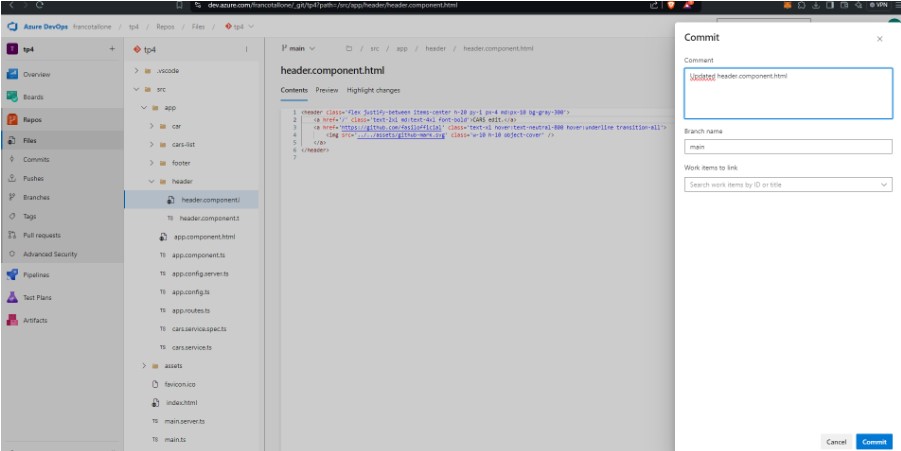 dev.azure.com/francotallone/_git/tp4?path=/src/app/header/header.component.html
VPN
Azure DevOps francotallone / tp4 / Repos / Files / tp4
tp4
Overview
Boards
Repos
Files
Commits
Pushes
Branches
Tags
Pull requests
Advanced Security
Pipelines
Test Plans
Artifacts
tp4
.vscode
src
app
car
cars-list
footer
header
header.component.l
header.component.t
app.component.html
TS app.component.ts
TS app.config.server.ts
TS app.config.ts
TS app.routes.ts
TS cars.service.spec.ts
TS cars.service.ts
assets
favicon.ico
index.html
TS main.server.ts
TS main.ts
main / src / app / header / header.component.html
header.component.html
Contents Preview Highlight changes
1 <header class='flex justify-between items-center h-20 py-1 px-4 md:px-10 bg-gray-300'>
2 <a href='/' class='text-2xl md:text-4xl font-bold'>CARS edit.</a>
3 <a href='https://github.com/fasilofficial' class='text-xl hover:text-neutral-800 hover:underline transition-all'>
4 <img src='../../assets/github-mark.svg' class='w-10 h-10 object-cover' />
5 </a>
6 </header>
7
Commit
Comment
Updated header.component.html
Branch name
main
Work items to link
Search work items by ID or title
Cancel Commit